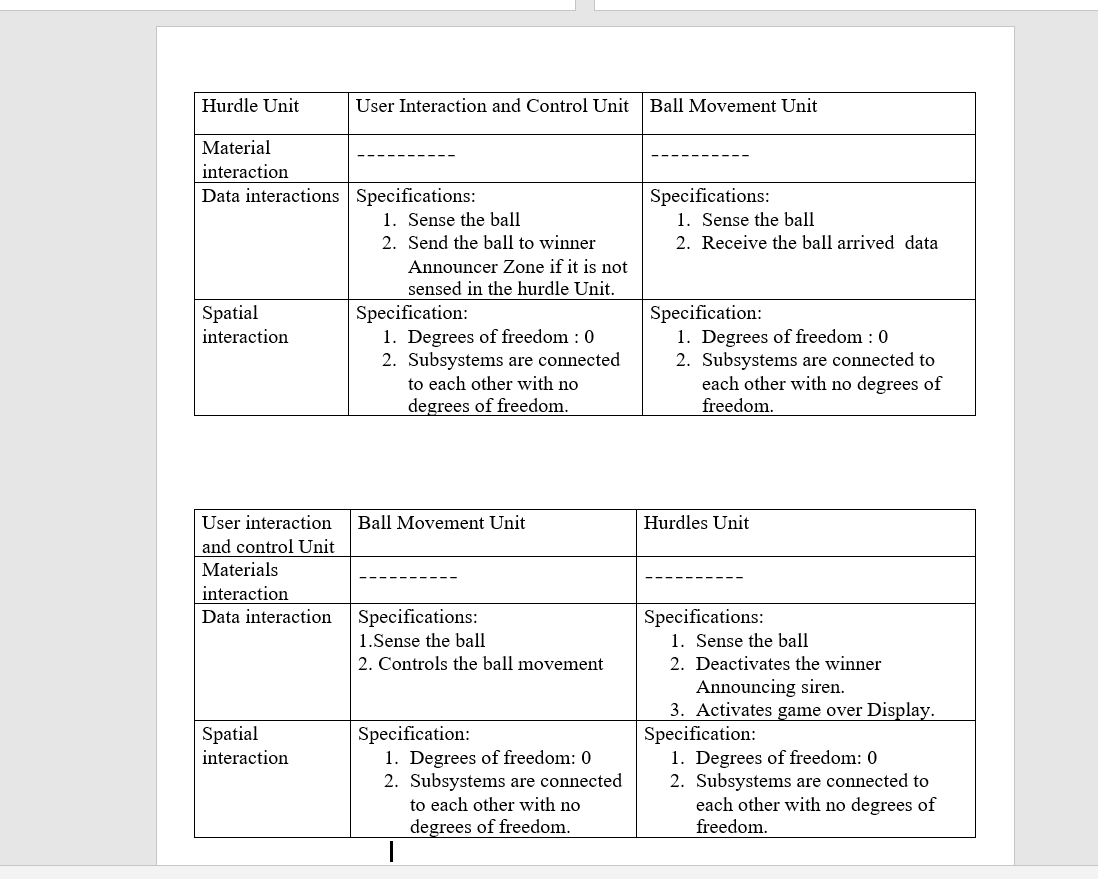 Hurdle Unit
User Interaction and Control Unit
Ball Movement Unit
Material
interaction
----------
----------
Data interactions
Specifications:
1. Sense the ball
2. Send the ball to winner
Announcer Zone if it is not
sensed in the hurdle Unit.
Specifications:
1. Sense the ball
2. Receive the ball arrived  data
Spatial
interaction
Specification:
1. Degrees of freedom : 0
2. Subsystems are connected
to each other with no
degrees of freedom.
Specification:
1. Degrees of freedom : 0
2. Subsystems are connected to
each other with no degrees of
freedom.
User interaction
and control Unit
Ball Movement Unit
Hurdles Unit
Materials
interaction
----------
----------
Data interaction
Specifications:
1.Sense the ball
2. Controls the ball movement
Specifications:
1. Sense the ball
2. Deactivates the winner
Announcing siren.
3. Activates game over Display.
Spatial
interaction
Specification:
1. Degrees of freedom: 0
2. Subsystems are connected
to each other with no
degrees of freedom.
Specification:
1. Degrees of freedom: 0
2. Subsystems are connected to
each other with no degrees of
freedom.